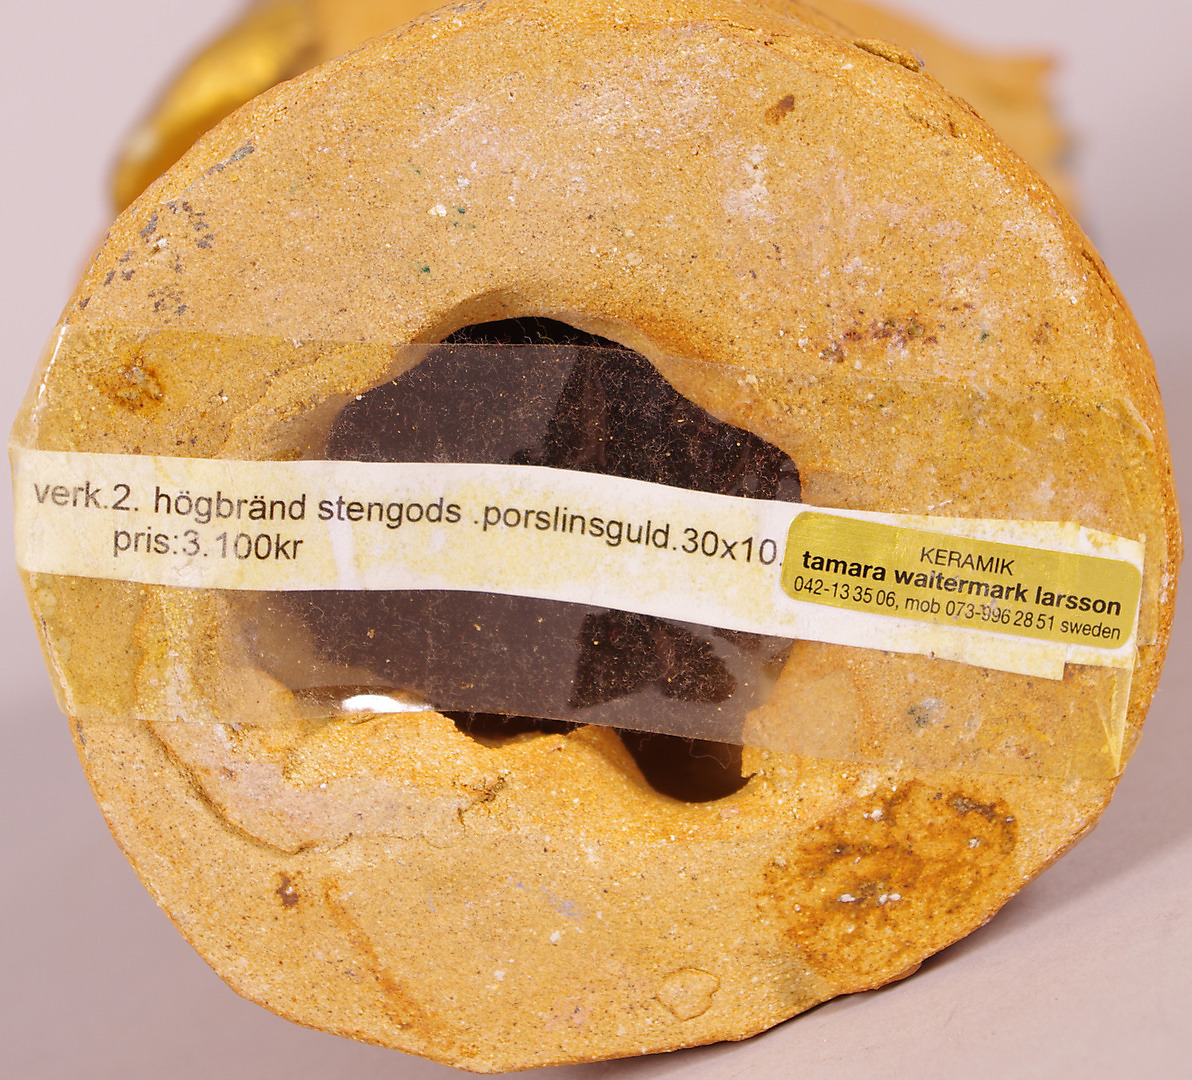 verk.2. högbränd stengods .porslinsguld.30x10.
pris:3.100kr
KERAMIK
tamara waltermark larsson
042-13 35 06, mob 073-996 28 51 sweden